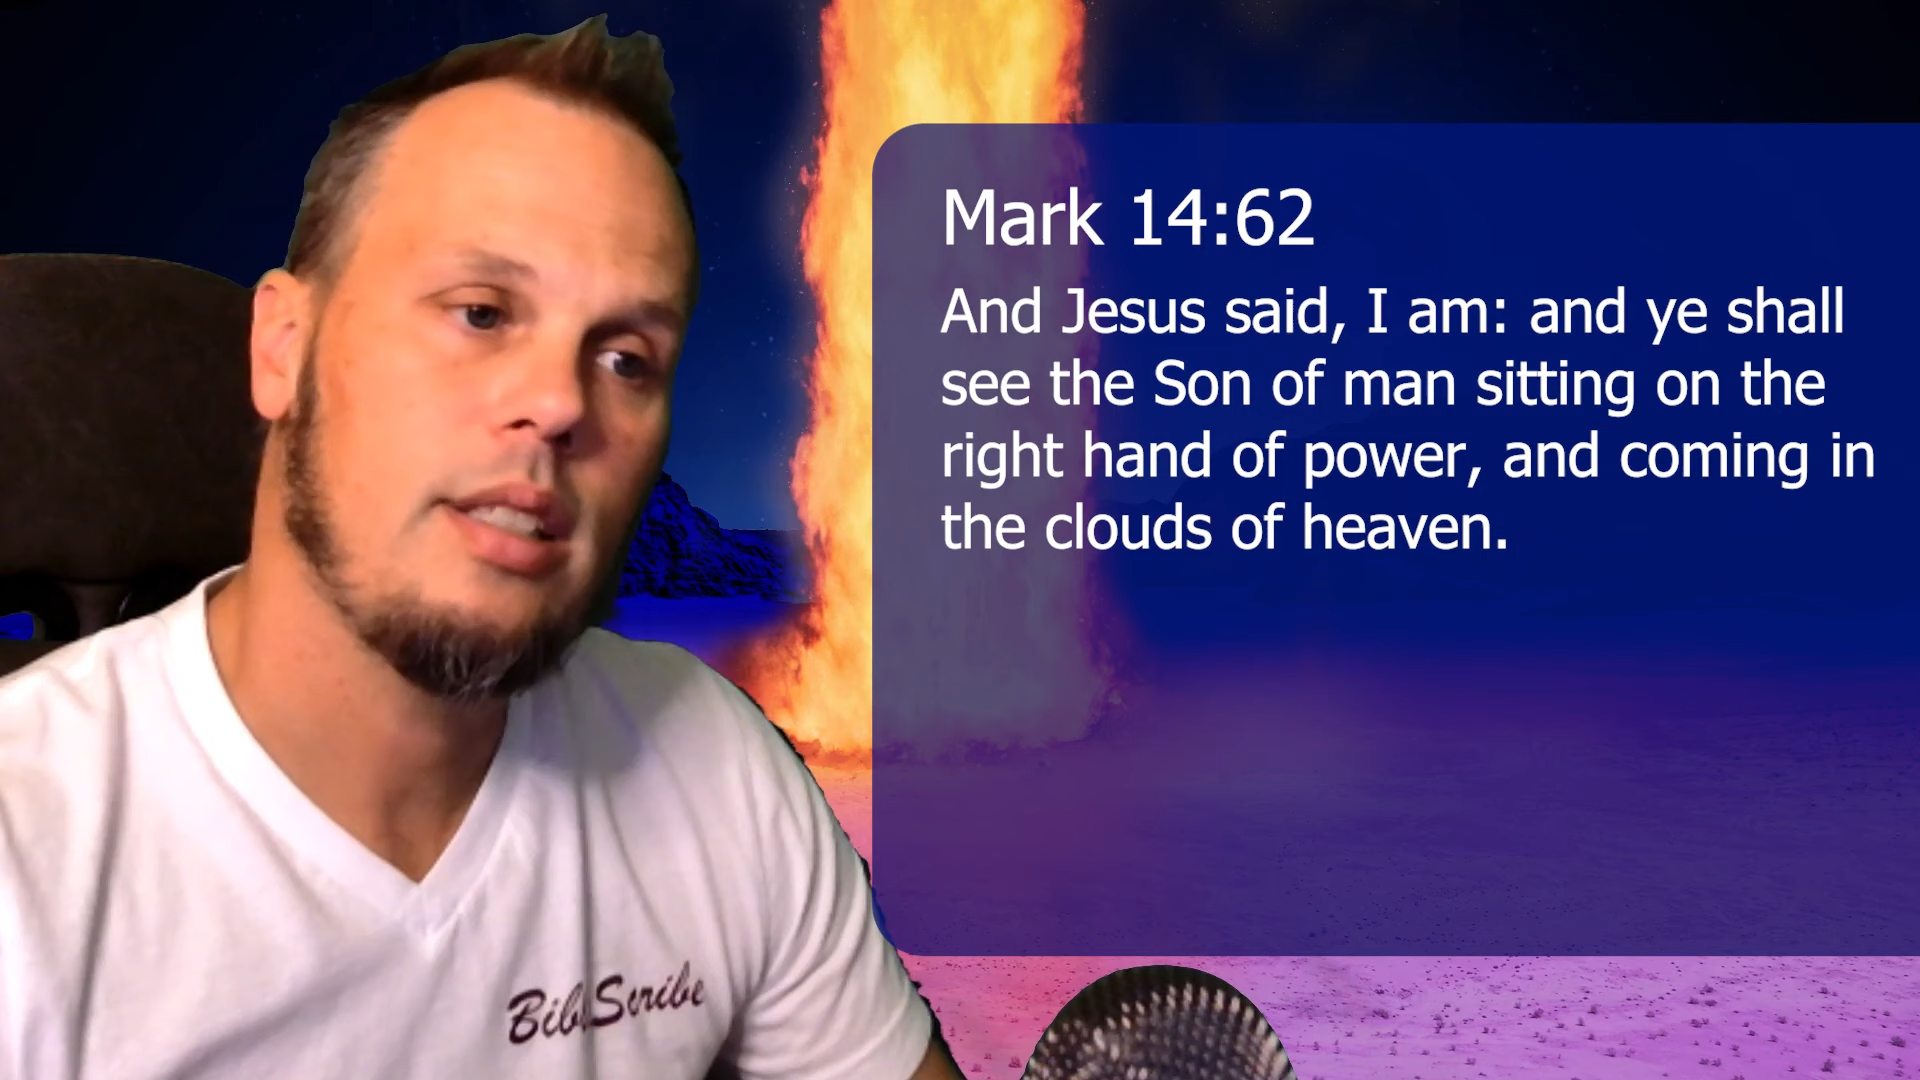 Mark 14:62
And Jesus said, I am: and ye shall
see the Son of man sitting on the
right hand of power, and coming in
the clouds of heaven.